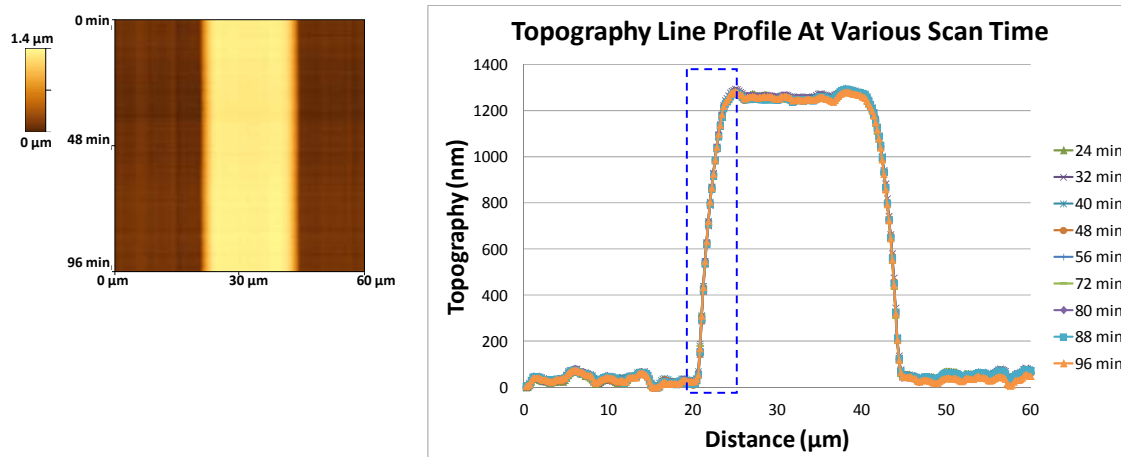 1.4 µm
0 µm
0 min
48 min
96 min
0 µm
30 µm
60 µm
Topography Line Profile At Various Scan Time
Topography (nm)
1400
1200
1000
800
600
400
200
0
0
10
20
30
40
50
60
Distance (µm)
24 min
32 min
40 min
48 min
56 min
72 min
80 min
88 min
96 min